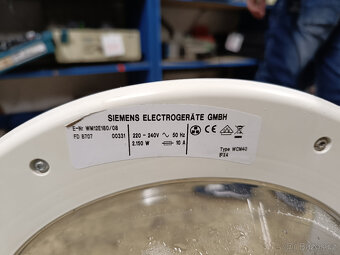 SIEMENS ELECTROGERÄTE GMBH
E-Nr WM12E160/08
FD 8707 00331
220 - 240V ~ 50 Hz
2.150 W 10 A
Type WCM40
IPX4